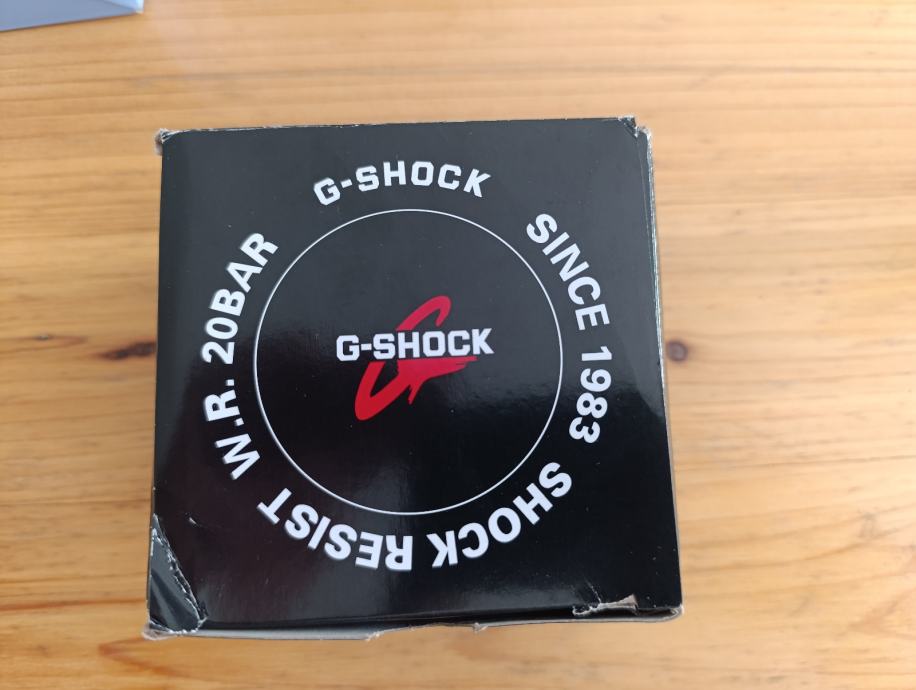 G-SHOCK
SINCE 1983
SHOCK RESIST
W.R. 20BAR
G-SHOCK